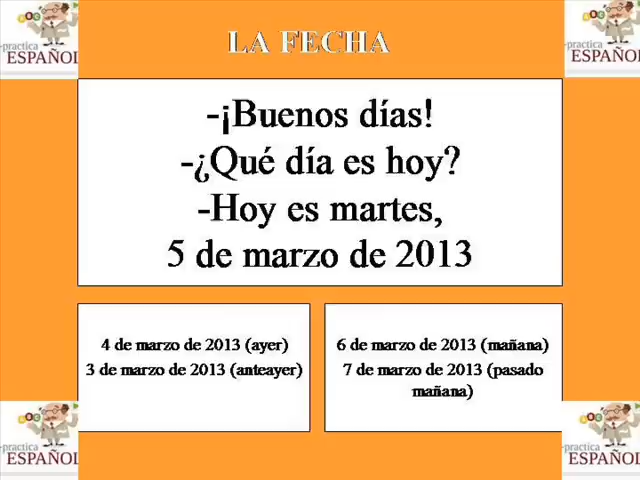 practica
ESPAÑOL
LA FECHA
-practica
ESPAÑOL
-¡Buenos días!
-¿Qué día es hoy?
-Hoy es martes,
5 de marzo de 2013
4 de marzo de 2013 (ayer)
3 de marzo de 2013 (anteayer)
6 de marzo de 2013 (mañana)
7 de marzo de 2013 (pasado
mañana)
-practica
ESPAÑOL
-practica
ESPAÑOL